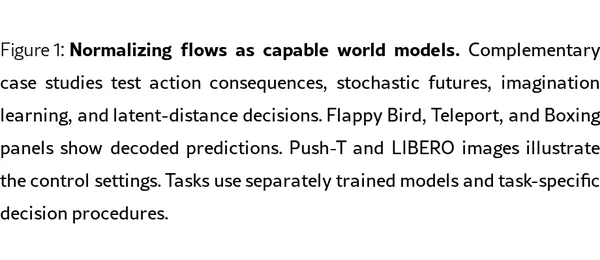 Figure 1: Normalizing flows as capable world models. Complementary
case studies test action consequences, stochastic futures, imagination
learning, and latent-distance decisions. Flappy Bird, Teleport, and Boxing
panels show decoded predictions. Push-T and LIBERO images illustrate
the control settings. Tasks use separately trained models and task-specific
decision procedures.